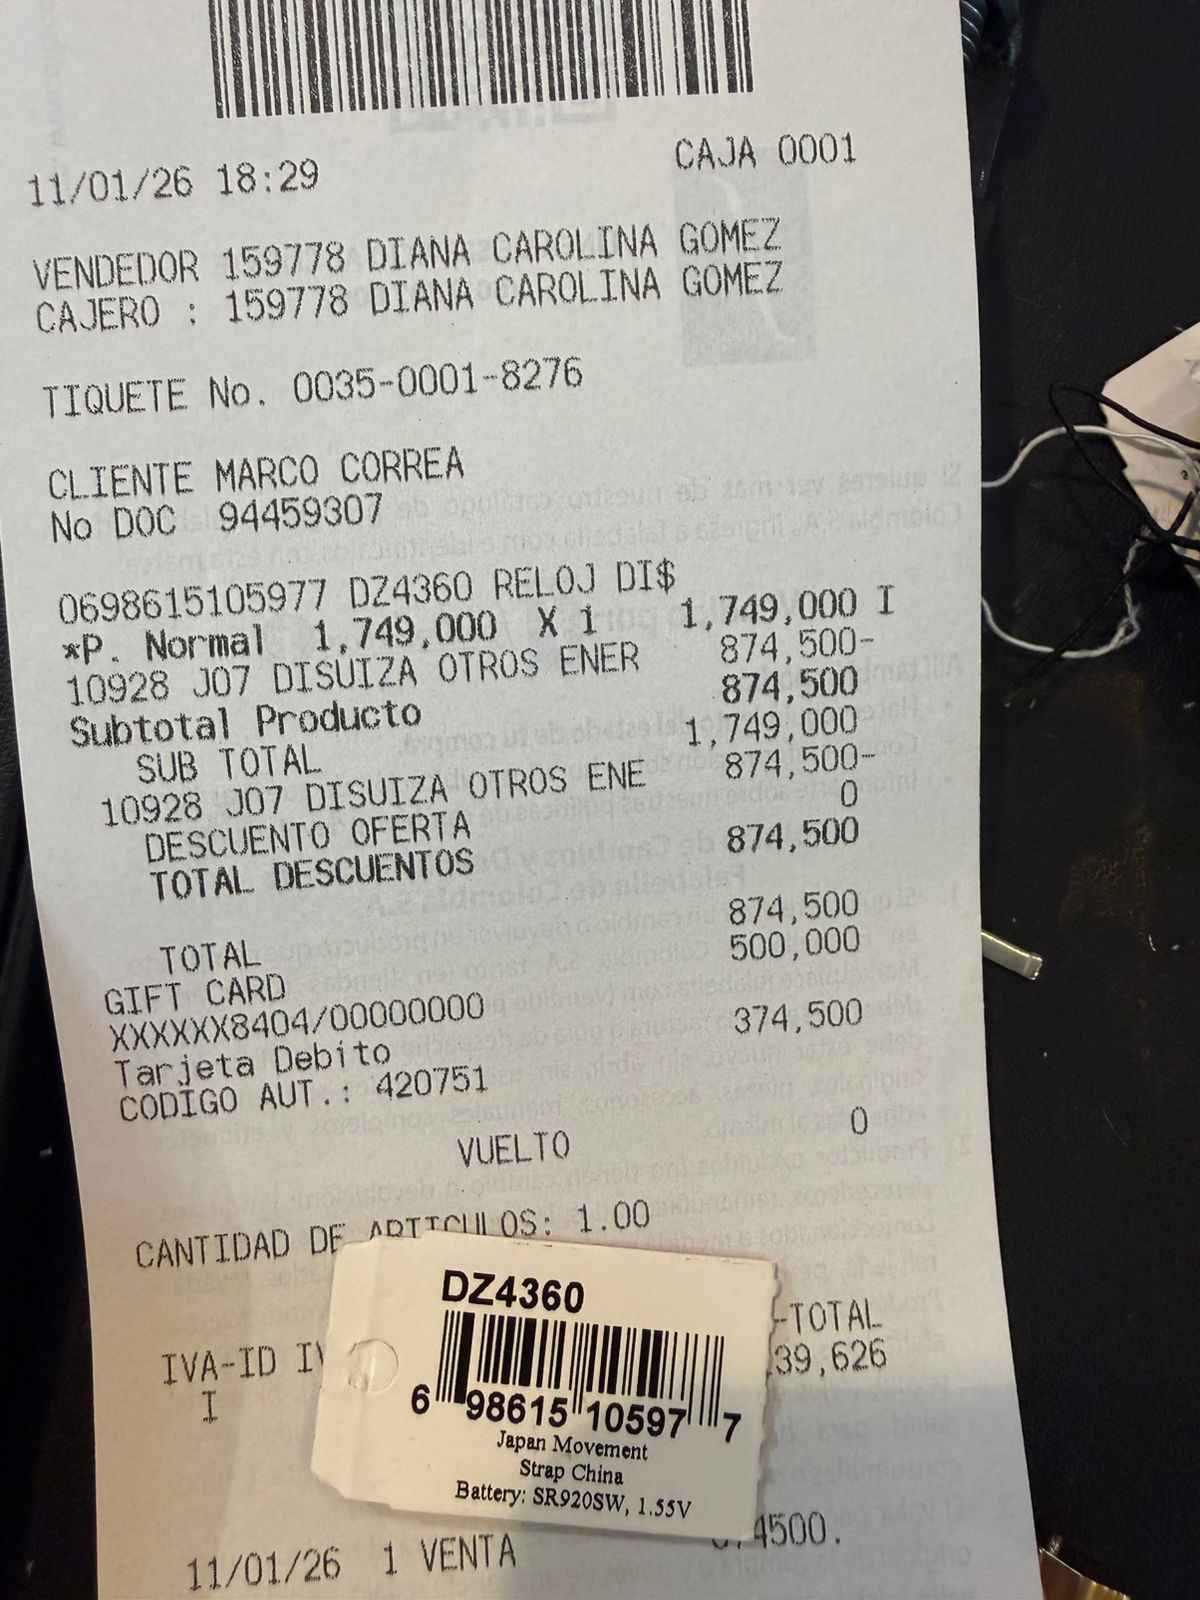 11/01/26 18:29 CAJA 0001
VENDEDOR 159778 DIANA CAROLINA GOMEZ
CAJERO : 159778 DIANA CAROLINA GOMEZ
TIQUETE No. 0035-0001-8276
CLIENTE MARCO CORREA
No DOC 94459307
0698615105977 DZ4360 RELOJ DI$
*P. Normal 1,749,000 X 1 1,749,000 I
10928 J07 DISUIZA OTROS ENER 874,500-
Subtotal Producto 874,500
SUB TOTAL 1,749,000
10928 J07 DISUIZA OTROS ENE 874,500-
DESCUENTO OFERTA 0
TOTAL DESCUENTOS 874,500
TOTAL 874,500
GIFT CARD 500,000
XXXXXX8404/00000000
Tarjeta Debito 374,500
CODIGO AUT.: 420751
VUELTO 0
CANTIDAD DE ARTICULOS: 1.00
-TOTAL
IVA-ID 39,626
I
DZ4360
6 98615 10597 7
Japan Movement
Strap China
Battery: SR920SW, 1.55V
4500.
11/01/26 1 VENTA